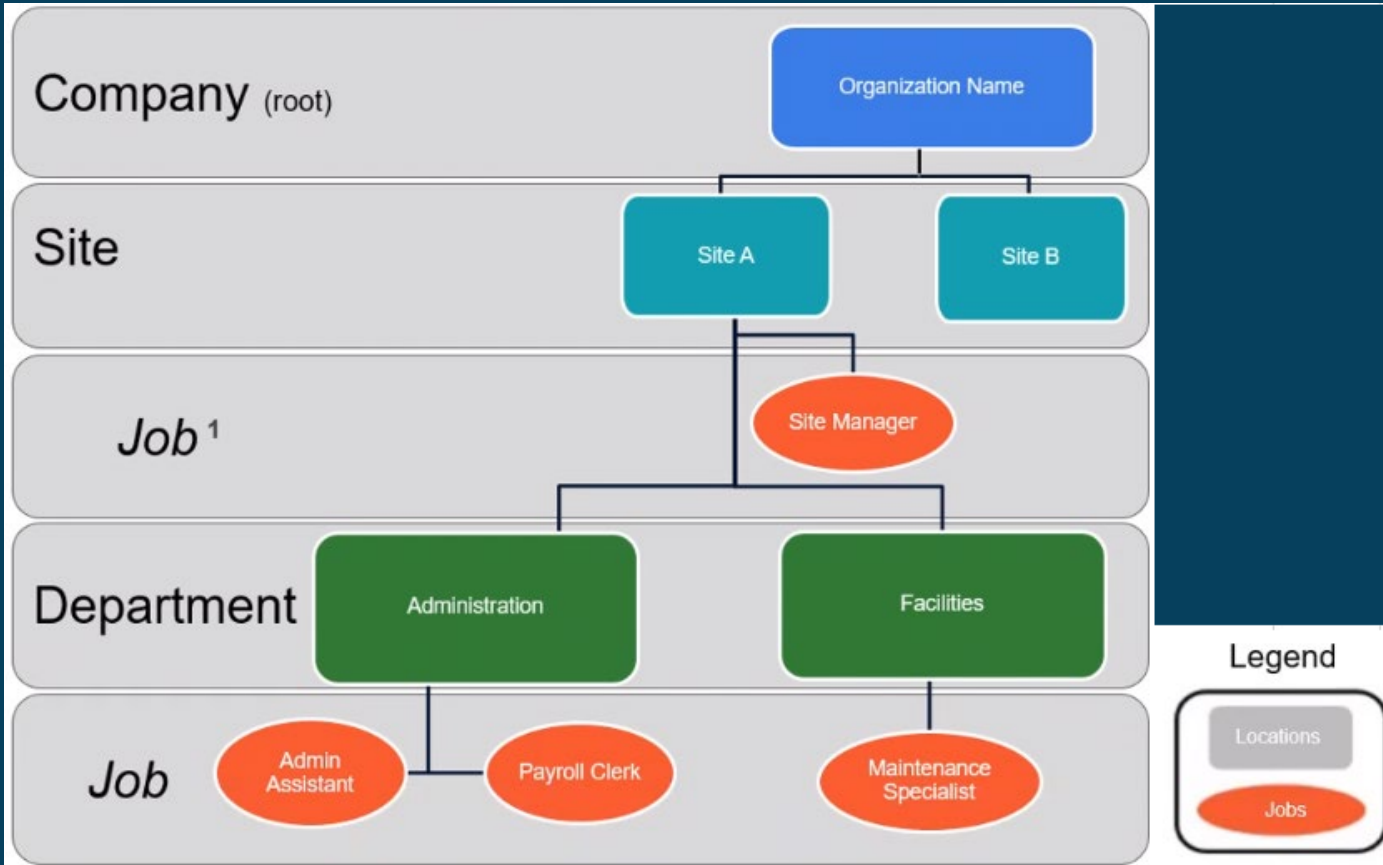 Company (root)
Organization Name
Site
Site A
Site B
Job 1
Site Manager
Department
Administration
Facilities
Job
Admin
Assistant
Payroll Clerk
Maintenance
Specialist
Legend
Locations
Jobs